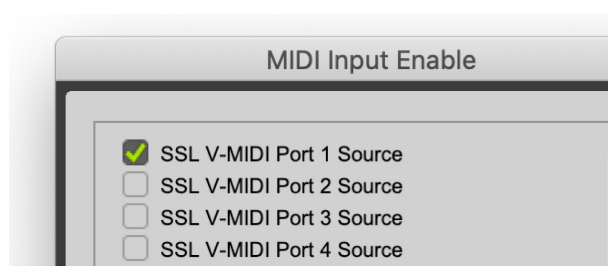 MIDI Input Enable
SSL V-MIDI Port 1 Source
SSL V-MIDI Port 2 Source
SSL V-MIDI Port 3 Source
SSL V-MIDI Port 4 Source